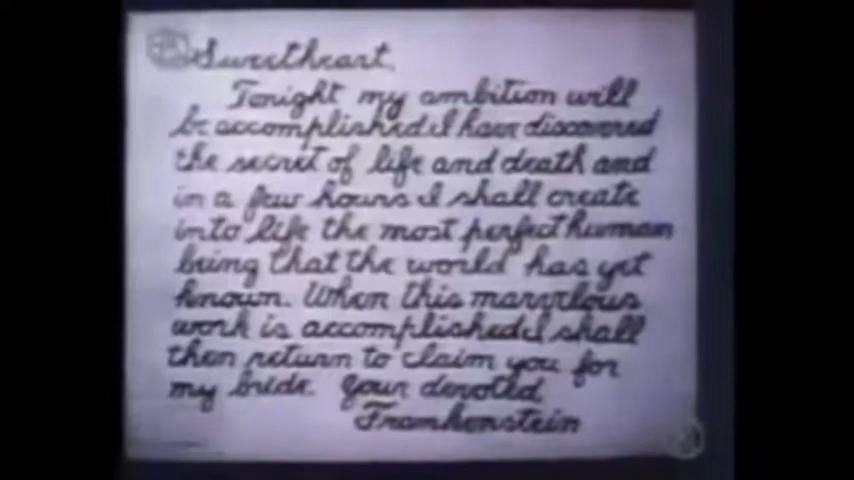 Sweetheart,
Tonight my ambition will
be accomplished. I have discovered
the secret of life and death and
in a few hours I shall create
into life the most perfect human
being that the world has yet
known. When this marvelous
work is accomplished. I shall
then return to claim you for
my bride. Your devoted,
Frankenstein